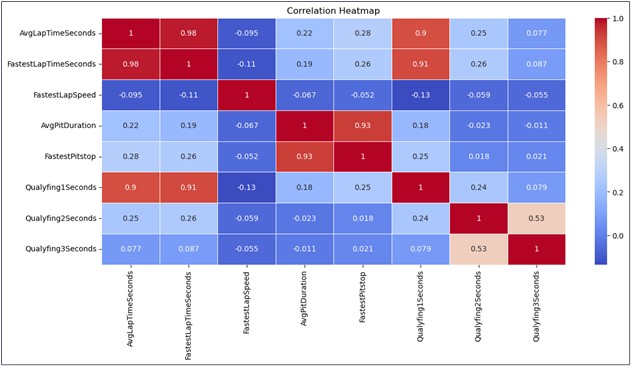 Correlation Heatmap
AvgLapTimeSeconds 1 0.98 -0.095 0.22 0.28 0.9 0.25 0.077
FastestLapTimeSeconds 0.98 1 -0.11 0.19 0.26 0.91 0.26 0.087
FastestLapSpeed -0.095 -0.11 1 -0.067 -0.052 -0.13 -0.059 -0.055
AvgPitDuration 0.22 0.19 -0.067 1 0.93 0.18 -0.023 -0.011
FastestPitstop 0.28 0.26 -0.052 0.93 1 0.25 0.018 0.021
Qualyfing1Seconds 0.9 0.91 -0.13 0.18 0.25 1 0.24 0.079
Qualyfing2Seconds 0.25 0.26 -0.059 -0.023 0.018 0.24 1 0.53
Qualyfing3Seconds 0.077 0.087 -0.055 -0.011 0.021 0.079 0.53 1
AvgLapTimeSeconds
FastestLapTimeSeconds
FastestLapSpeed
AvgPitDuration
FastestPitstop
Qualyfing1Seconds
Qualyfing2Seconds
Qualyfing3Seconds
1.0
0.8
0.6
0.4
0.2
0.0